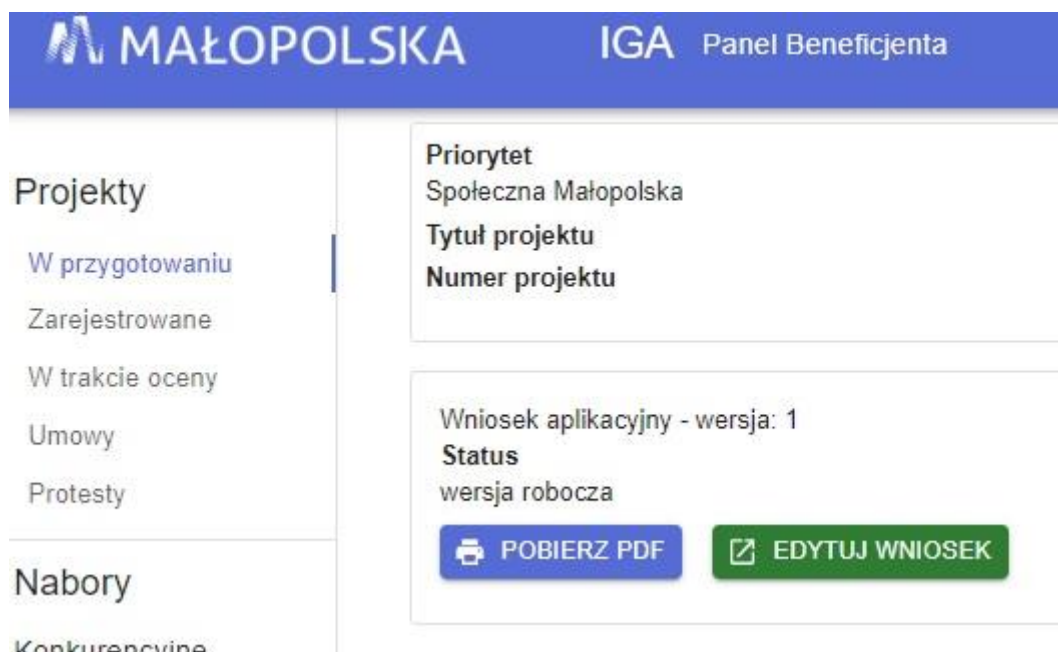 MAŁOPOLSKA IGA Panel Beneficjenta
Projekty
W przygotowaniu
Zarejestrowane
W trakcie oceny
Umowy
Protesty
Nabory
Konkurencyjne
Priorytet
Społeczna Małopolska
Tytuł projektu
Numer projektu
Wniosek aplikacyjny - wersja: 1
Status
wersja robocza
POBIERZ PDF EDYTUJ WNIOSEK